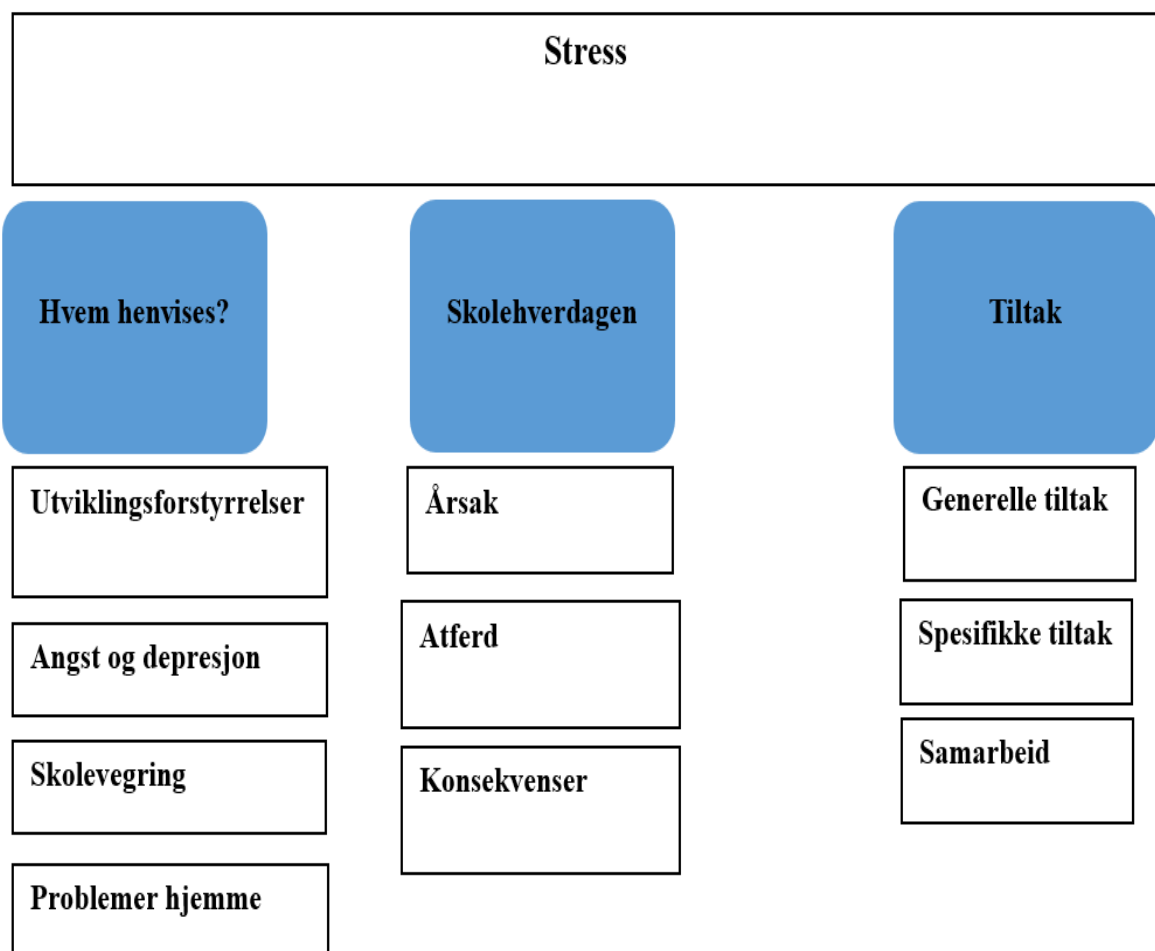 Stress
Hvem henvises?
Skolehverdagen
Tiltak
Utviklingsforstyrrelser
Angst og depresjon
Skolevegring
Problemer hjemme
Årsak
Atferd
Konsekvenser
Generelle tiltak
Spesifikke tiltak
Samarbeid